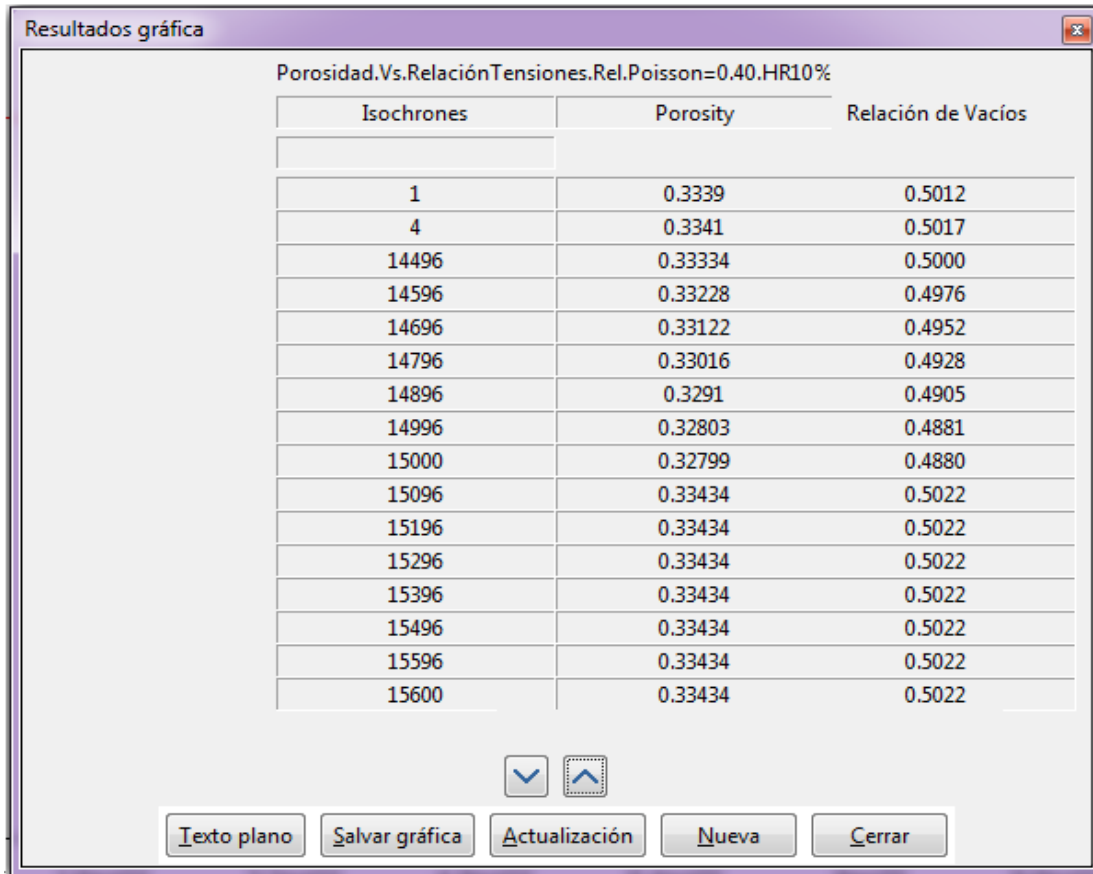 Resultados gráfica
Porosidad.Vs.RelaciónTensiones.Rel.Poisson=0.40.HR10%
Isochrones Porosity Relación de Vacíos
1 0.3339 0.5012
4 0.3341 0.5017
14496 0.33334 0.5000
14596 0.33228 0.4976
14696 0.33122 0.4952
14796 0.33016 0.4928
14896 0.3291 0.4905
14996 0.32803 0.4881
15000 0.32799 0.4880
15096 0.33434 0.5022
15196 0.33434 0.5022
15296 0.33434 0.5022
15396 0.33434 0.5022
15496 0.33434 0.5022
15596 0.33434 0.5022
15600 0.33434 0.5022
Texto plano Salvar gráfica Actualización Nueva Cerrar